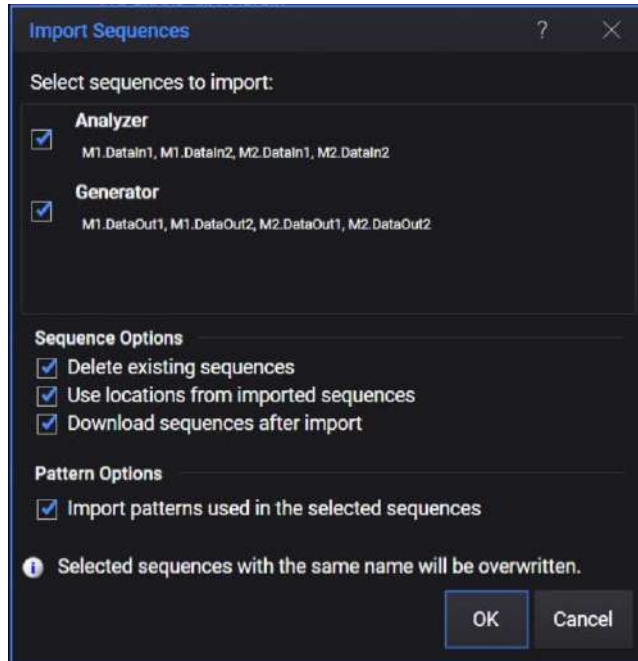 Import Sequences ?
Select sequences to import:
Analyzer
M1.DataIn1, M1.DataIn2, M2.DataIn1, M2.DataIn2
Generator
M1.DataOut1, M1.DataOut2, M2.DataOut1, M2.DataOut2
Sequence Options
Delete existing sequences
Use locations from imported sequences
Download sequences after import
Pattern Options
Import patterns used in the selected sequences
Selected sequences with the same name will be overwritten.
OK Cancel